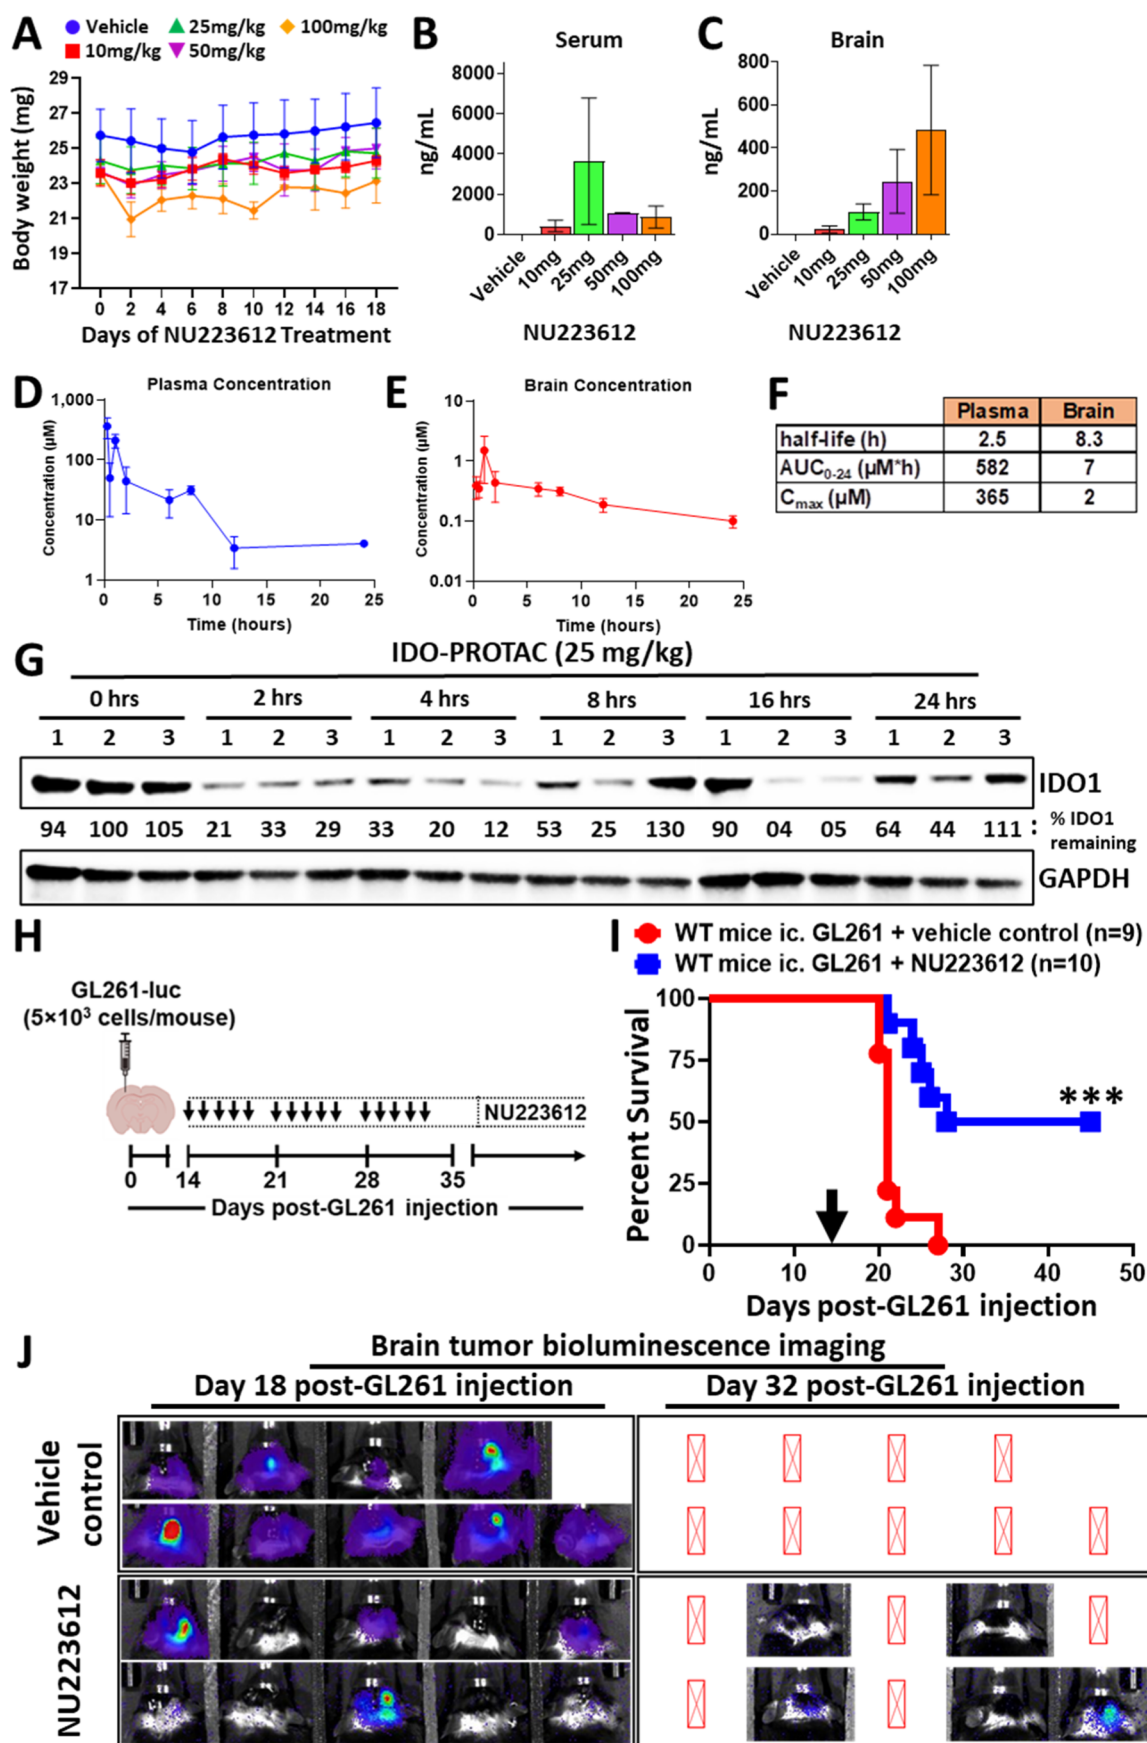 A
Vehicle 25mg/kg 100mg/kg
10mg/kg 50mg/kg
Body weight (mg)
29
27
25
23
21
19
17
0 2 4 6 8 10 12 14 16 18
Days of NU223612 Treatment
B
Serum
ng/mL
8000
6000
4000
2000
0
Vehicle 10mg 25mg 50mg 100mg
NU223612
C
Brain
ng/mL
800
600
400
200
0
Vehicle 10mg 25mg 50mg 100mg
NU223612
D
Plasma Concentration
Concentration (µM)
1,000
100
10
1
0 5 10 15 20 25
Time (hours)
E
Brain Concentration
Concentration (µM)
10
1
0.1
0.01
0 5 10 15 20 25
Time (hours)
F
Plasma Brain
half-life (h) 2.5 8.3
AUC0-24 (µM*h) 582 7
Cmax (µM) 365 2
G
IDO-PROTAC (25 mg/kg)
0 hrs 2 hrs 4 hrs 8 hrs 16 hrs 24 hrs
1 2 3 1 2 3 1 2 3 1 2 3 1 2 3 1 2 3
IDO1
94 100 105 21 33 29 33 20 12 53 25 130 90 04 05 64 44 111 : % IDO1
remaining
GAPDH
H
GL261-luc
(5×10³ cells/mouse)
NU223612
0 14 21 28 35
Days post-GL261 injection
I
WT mice ic. GL261 + vehicle control (n=9)
WT mice ic. GL261 + NU223612 (n=10)
Percent Survival
100
75
50
25
0
***
0 10 20 30 40 50
Days post-GL261 injection
J
Brain tumor bioluminescence imaging
Day 18 post-GL261 injection Day 32 post-GL261 injection
Vehicle
control
NU223612